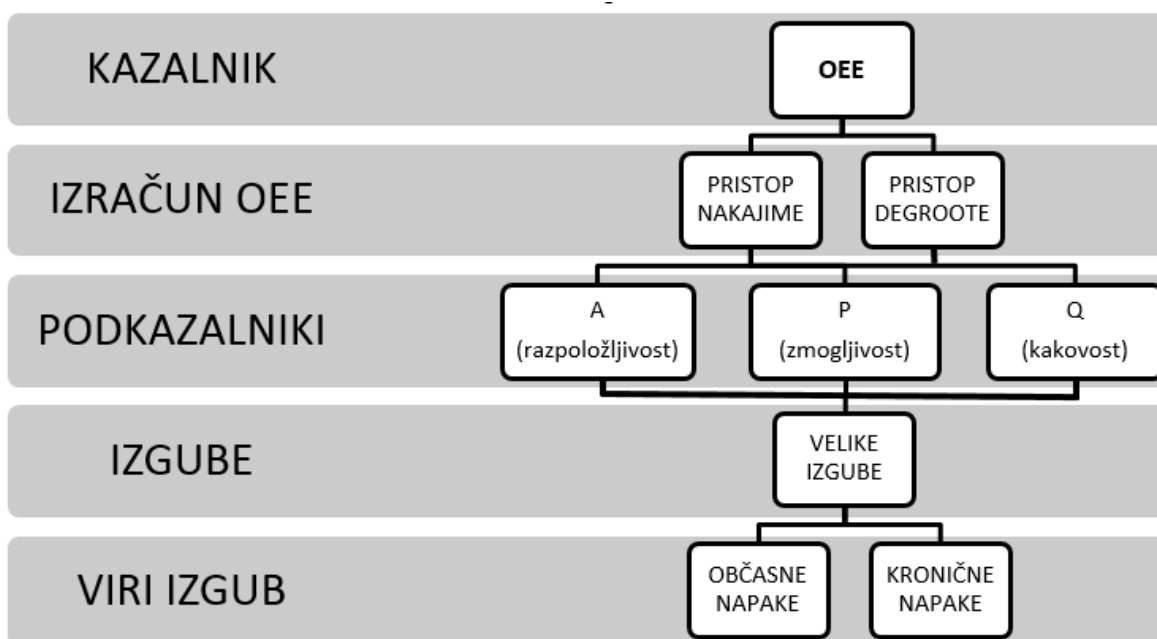 KAZALNIK
OEE
IZRAČUN OEE
PRISTOP
NAKAJIME
PRISTOP
DEGROOTE
PODKAZALNIKI
A
(razpoložljivost)
P
(zmogljivost)
Q
(kakovost)
IZGUBE
VELIKE
IZGUBE
VIRI IZGUB
OBČASNE
NAPAKE
KRONIČNE
NAPAKE